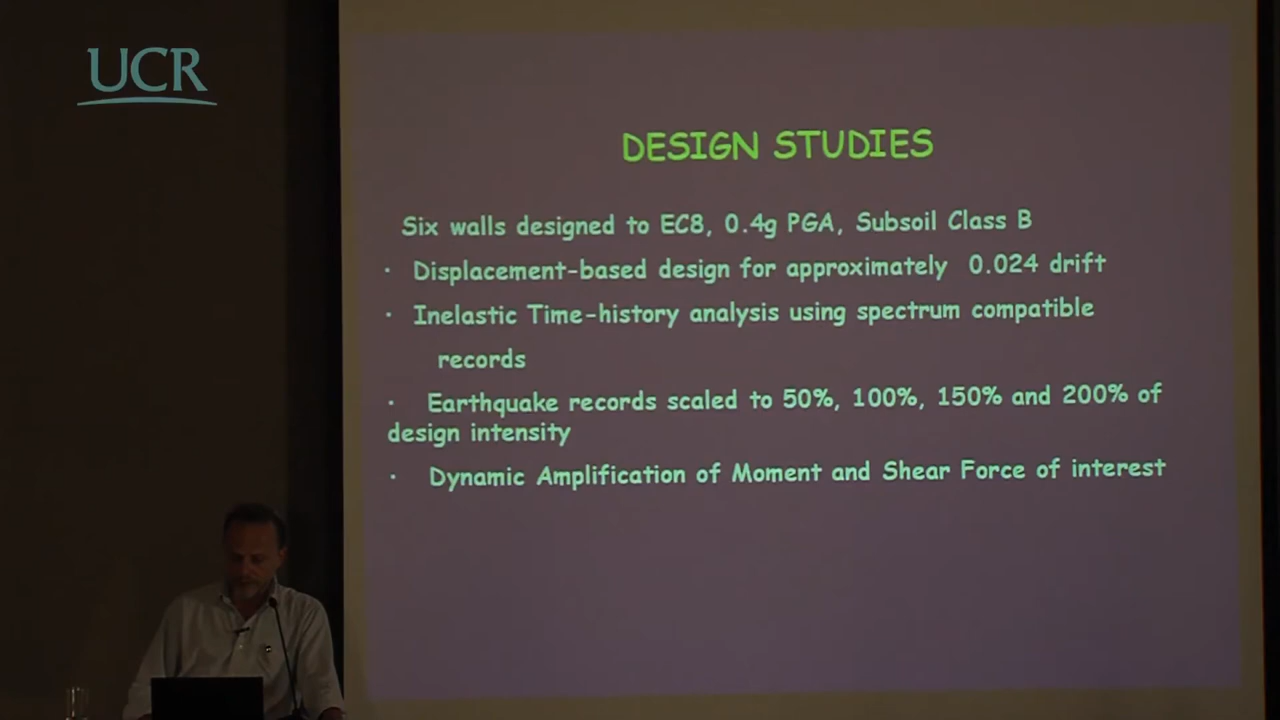 UCR
DESIGN STUDIES
Six walls designed to EC8, 0.4g PGA, Subsoil Class B
· Displacement-based design for approximately 0.024 drift
· Inelastic Time-history analysis using spectrum compatible
records
· Earthquake records scaled to 50%, 100%, 150% and 200% of
design intensity
· Dynamic Amplification of Moment and Shear Force of interest